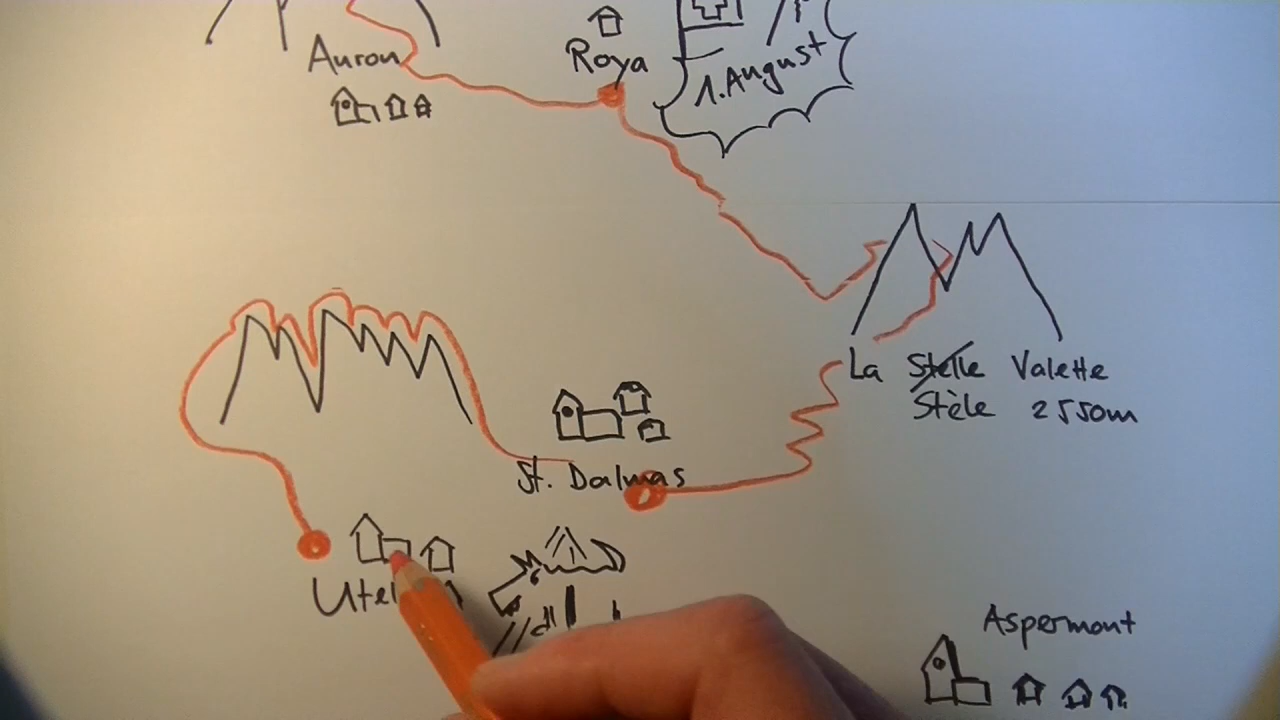 Auron
Roya
1. August
La Stelle Valette
Stèle 2550m
St. Dalmas
Aspermont